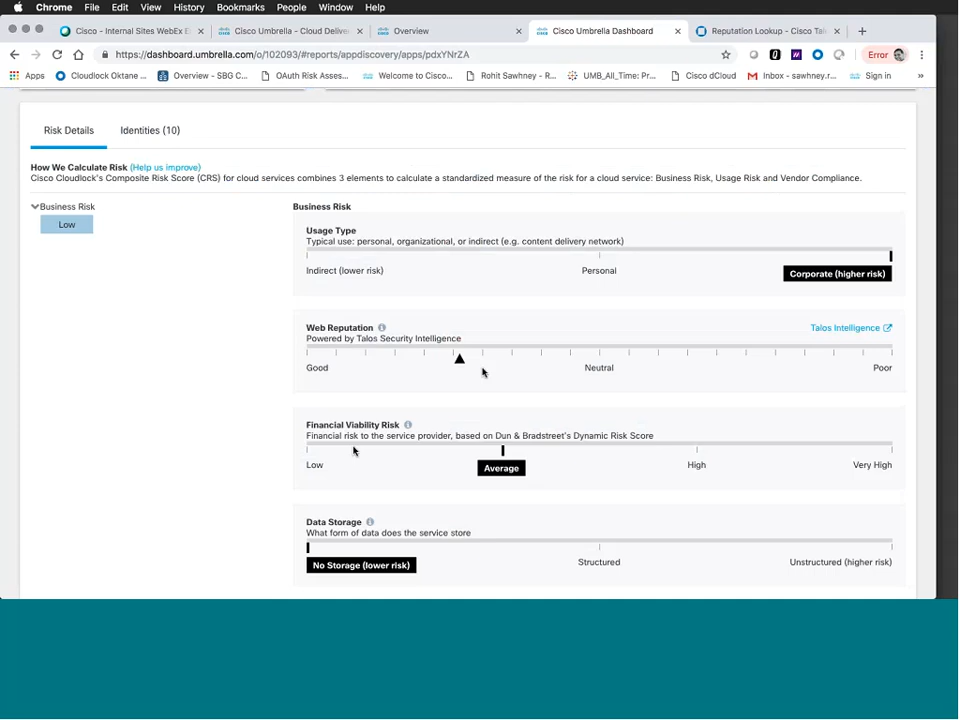 Chrome File Edit View History Bookmarks People Window Help
Cisco - Internal Sites WebEx E × Cisco Umbrella - Cloud Deliver × Overview × Cisco Umbrella Dashboard × Reputation Lookup - Cisco Tal × +
https://dashboard.umbrella.com/o/102093/#reports/appdiscovery/apps/pdxYNrZA Error
Apps Cloudlock Oktane ... Overview - SBG C... OAuth Risk Asses... Welcome to Cisco... Rohit Sawhney - R... UMB_All_Time: Pr... Cisco dCloud Inbox - sawhney.r... Sign in »
Risk Details Identities (10)
How We Calculate Risk (Help us improve)
Cisco Cloudlock's Composite Risk Score (CRS) for cloud services combines 3 elements to calculate a standardized measure of the risk for a cloud service: Business Risk, Usage Risk and Vendor Compliance.
Business Risk
Low
Business Risk
Usage Type
Typical use: personal, organizational, or indirect (e.g. content delivery network)
Indirect (lower risk) Personal Corporate (higher risk)
Web Reputation Talos Intelligence
Powered by Talos Security Intelligence
Good Neutral Poor
Financial Viability Risk
Financial risk to the service provider, based on Dun & Bradstreet's Dynamic Risk Score
Low Average High Very High
Data Storage
What form of data does the service store
No Storage (lower risk) Structured Unstructured (higher risk)